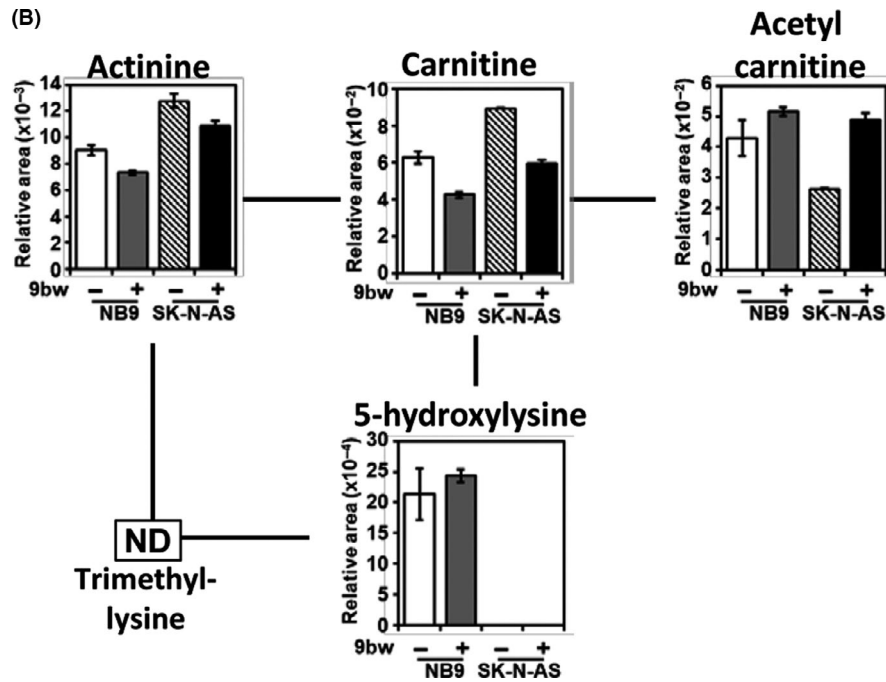 (B)
Actinine
Relative area (x10⁻³)
14
12
10
8
6
4
2
0
9bw − + − +
NB9 SK-N-AS
Carnitine
Relative area (x10⁻²)
10
8
6
4
2
0
9bw − + − +
NB9 SK-N-AS
Acetyl
carnitine
Relative area (x10⁻²)
6
5
4
3
2
1
0
9bw − + − +
NB9 SK-N-AS
ND
Trimethyl-
lysine
5-hydroxylysine
Relative area (x10⁻⁴)
30
25
20
15
10
5
0
9bw − + − +
NB9 SK-N-AS